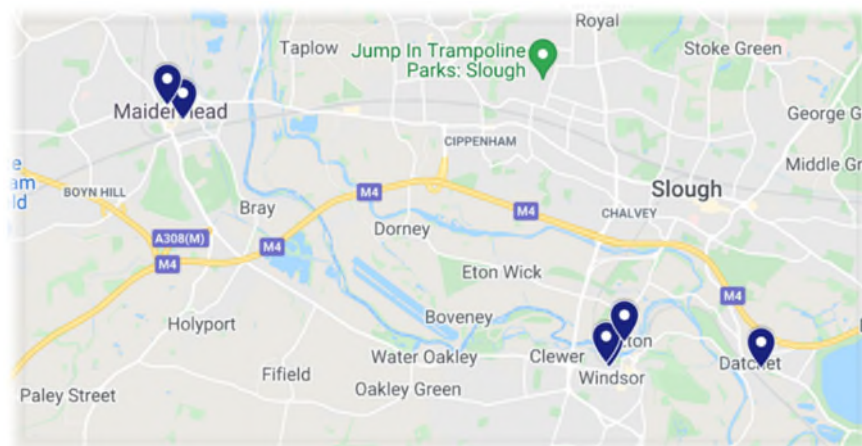 Royal
Taplow
Jump In Trampoline
Parks: Slough
Stoke Green
Maidenhead
George G
CIPPENHAM
Middle Gr
BOYN HILL
M4
Slough
Bray
M4
CHALVEY
Dorney
A308(M)
M4
M4
Eton Wick
M4
Holyport
Boveney
Water Oakley
Clewer
Datchet
Fifield
Windsor
Paley Street
Oakley Green